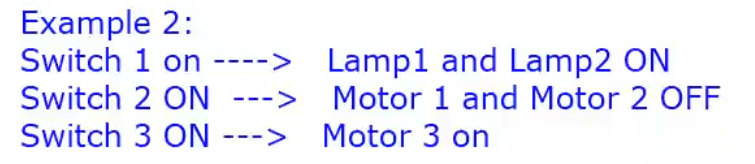 Example 2:
Switch 1 on ----> Lamp1 and Lamp2 ON
Switch 2 ON ---> Motor 1 and Motor 2 OFF
Switch 3 ON ---> Motor 3 on